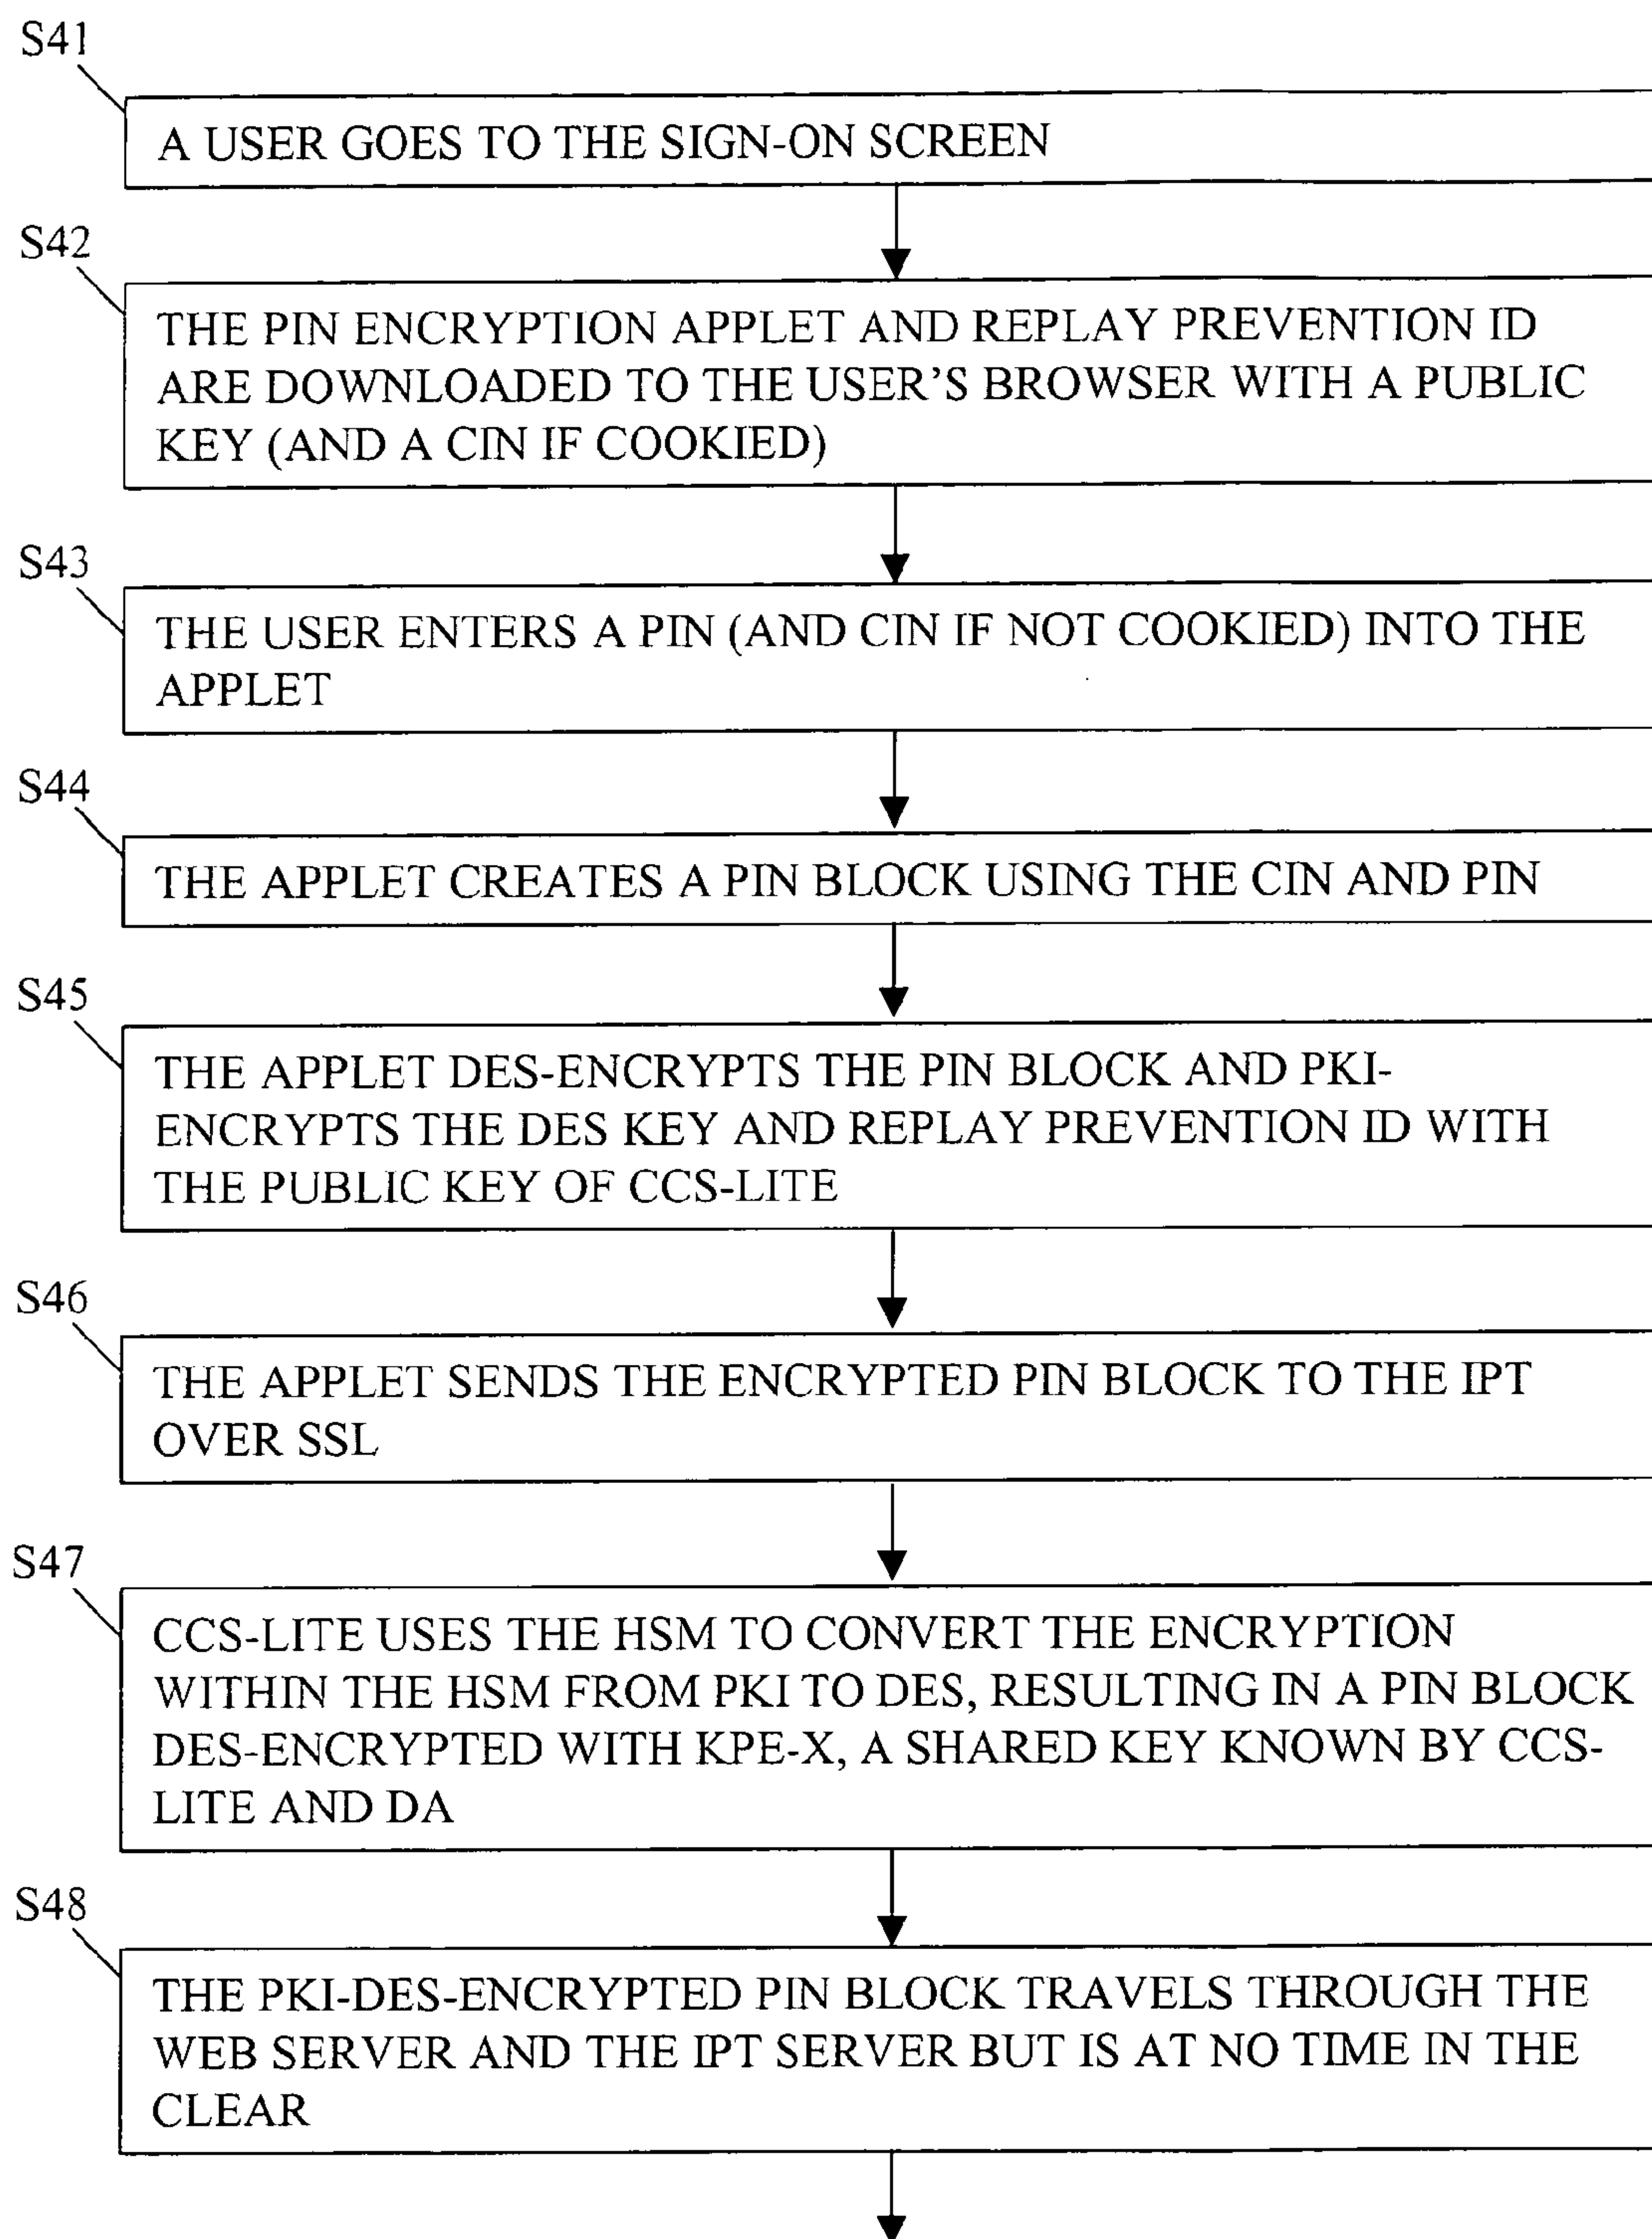 S41
A USER GOES TO THE SIGN-ON SCREEN
S42
THE PIN ENCRYPTION APPLET AND REPLAY PREVENTION ID
ARE DOWNLOADED TO THE USER'S BROWSER WITH A PUBLIC
KEY (AND A CIN IF COOKIED)
S43
THE USER ENTERS A PIN (AND CIN IF NOT COOKIED) INTO THE
APPLET
S44
THE APPLET CREATES A PIN BLOCK USING THE CIN AND PIN
S45
THE APPLET DES-ENCRYPTS THE PIN BLOCK AND PKI-
ENCRYPTS THE DES KEY AND REPLAY PREVENTION ID WITH
THE PUBLIC KEY OF CCS-LITE
S46
THE APPLET SENDS THE ENCRYPTED PIN BLOCK TO THE IPT
OVER SSL
S47
CCS-LITE USES THE HSM TO CONVERT THE ENCRYPTION
WITHIN THE HSM FROM PKI TO DES, RESULTING IN A PIN BLOCK
DES-ENCRYPTED WITH KPE-X, A SHARED KEY KNOWN BY CCS-
LITE AND DA
S48
THE PKI-DES-ENCRYPTED PIN BLOCK TRAVELS THROUGH THE
WEB SERVER AND THE IPT SERVER BUT IS AT NO TIME IN THE
CLEAR